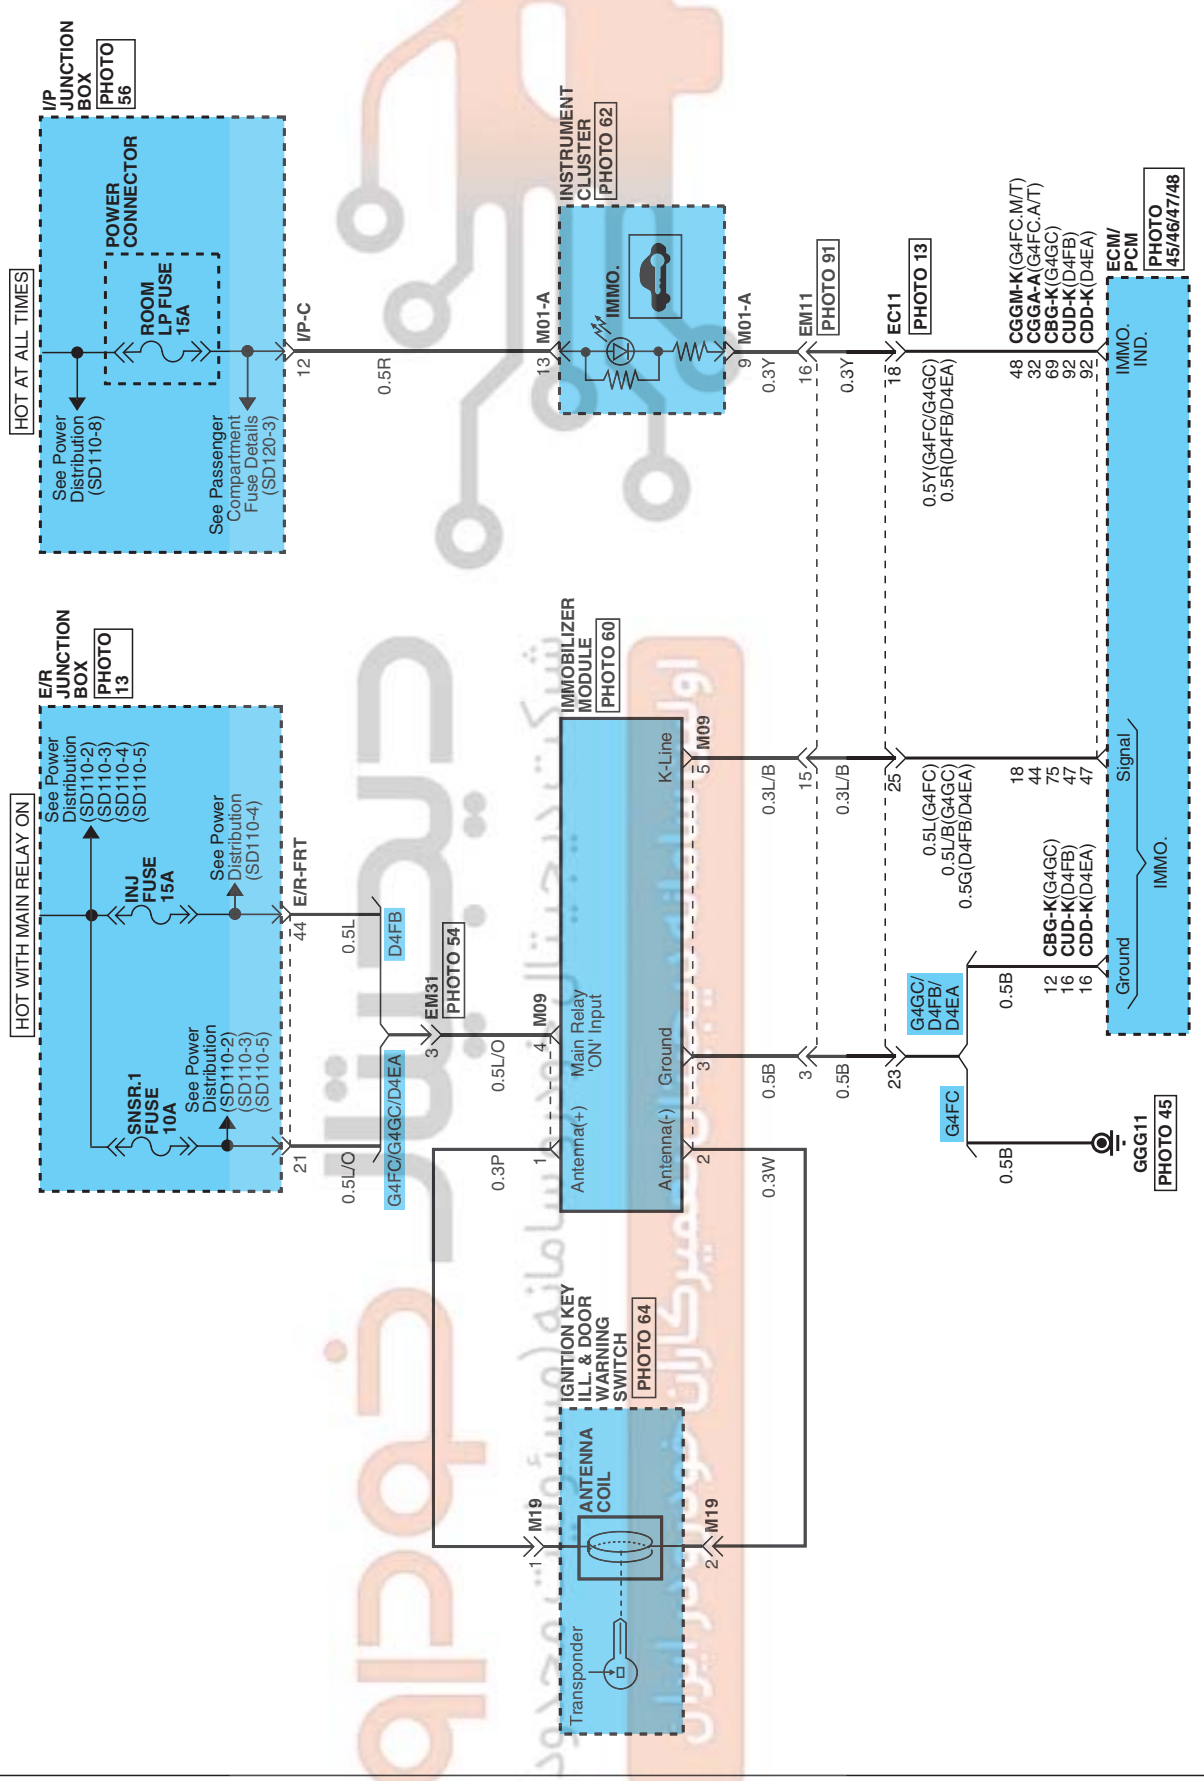 HOT WITH MAIN RELAY ON
HOT AT ALL TIMES
E/R
JUNCTION
BOX
PHOTO
13
See Power
Distribution
(SD110-2)
(SD110-3)
(SD110-4)
(SD110-5)
SNSR.1
FUSE
10A
INJ
FUSE
15A
See Power
Distribution
(SD110-2)
(SD110-3)
(SD110-5)
See Power
Distribution
(SD110-4)
21
44
E/R-FRT
0.5L/O
0.5L
G4FC/G4GC/D4EA
D4FB
3
EM31
PHOTO 54
0.5L/O
I/P
JUNCTION
BOX
PHOTO
56
See Power
Distribution
(SD110-8)
POWER
CONNECTOR
ROOM
LP FUSE
15A
See Passenger
Compartment
Fuse Details
(SD120-3)
12
I/P-C
0.5R
IGNITION KEY
ILL. & DOOR
WARNING
SWITCH
PHOTO 64
1
M19
ANTENNA
COIL
Transponder
2
M19
0.3P
0.3W
IMMOBILIZER
MODULE
PHOTO 60
1
4
M09
Antenna(+)
Main Relay
'ON' Input
Antenna(-)
Ground
K-Line
2
3
5
M09
INSTRUMENT
CLUSTER
PHOTO 62
13
M01-A
IMMO.
9
M01-A
0.5B
0.3L/B
0.3Y
3
15
16
EM11
PHOTO 91
0.5B
0.3L/B
0.3Y
23
25
18
EC11
PHOTO 13
G4FC
G4GC/
D4FB/
D4EA
0.5L(G4FC)
0.5L/B(G4GC)
0.5G(D4FB/D4EA)
0.5Y(G4FC/G4GC)
0.5R(D4FB/D4EA)
0.5B
0.5B
12 CBG-K(G4GC)
16 CUD-K(D4FB)
16 CDD-K(D4EA)
18
44
75
47
47
48 CGGM-K(G4FC.M/T)
32 CGGA-A(G4FC.A/T)
69 CBG-K(G4GC)
92 CUD-K(D4FB)
92 CDD-K(D4EA)
GGG11
PHOTO 45
Ground
Signal
IMMO.
IMMO.
IND.
ECM/
PCM
PHOTO
45/46/47/48